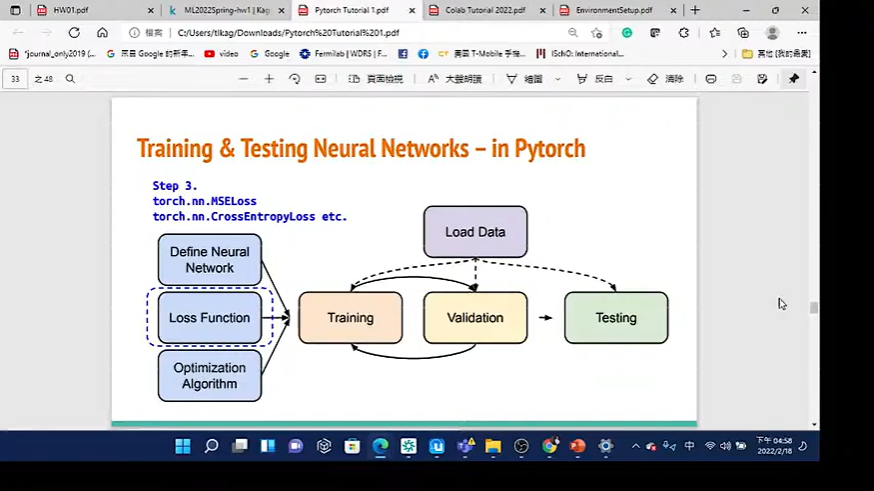 HW01.pdf
ML2022Spring-hw1 | Kag
Pytorch Tutorial 1.pdf
Colab Tutorial 2022.pdf
EnvironmentSetup.pdf
檔案 C:/Users/tlkag/Downloads/Pytorch%20Tutorial%201.pdf
"journal_only2019 (不...
來自 Google 的新年...
video
Google
Fermilab | WDRS | F...
CT
美國 T-Mobile 手機...
ISchO: International...
其他 [我的最愛]
33 之 48
頁面檢視
大聲朗讀
繪圖
反白
清除
Training & Testing Neural Networks – in Pytorch
Step 3.
torch.nn.MSELoss
torch.nn.CrossEntropyLoss etc.
Load Data
Define Neural
Network
Loss Function
Training
Validation
Testing
Optimization
Algorithm
中
下午 04:58
2022/2/18